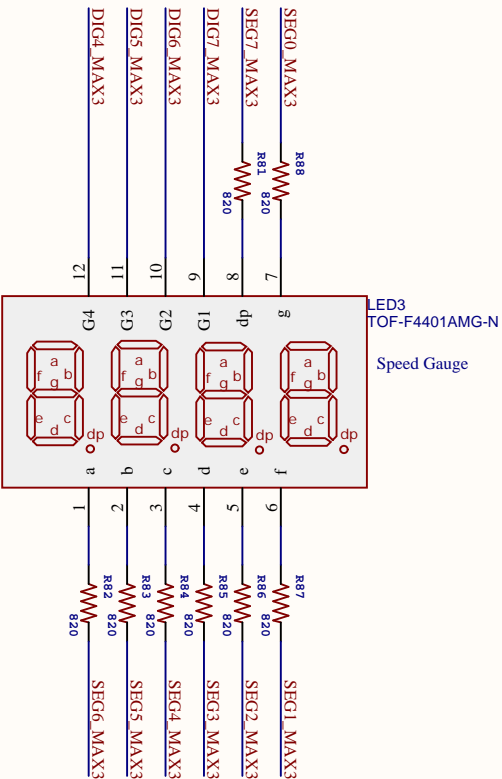 DIG4_MAX3
DIG5_MAX3
DIG6_MAX3
DIG7_MAX3
SEG7_MAX3
SEG0_MAX3
R81
820
R88
820
12
11
10
9
8
7
G4
G3
G2
G1
dp
g
LED3
TOF-F4401AMG-N
Speed Gauge
a
f
b
g
e
c
d
dp
a
f
b
g
e
c
d
dp
a
f
b
g
e
c
d
dp
a
f
b
g
e
c
d
dp
a
b
c
d
e
f
1
2
3
4
5
6
R82
820
R83
820
R84
820
R85
820
R86
820
R87
820
SEG6_MAX3
SEG5_MAX3
SEG4_MAX3
SEG3_MAX3
SEG2_MAX3
SEG1_MAX3